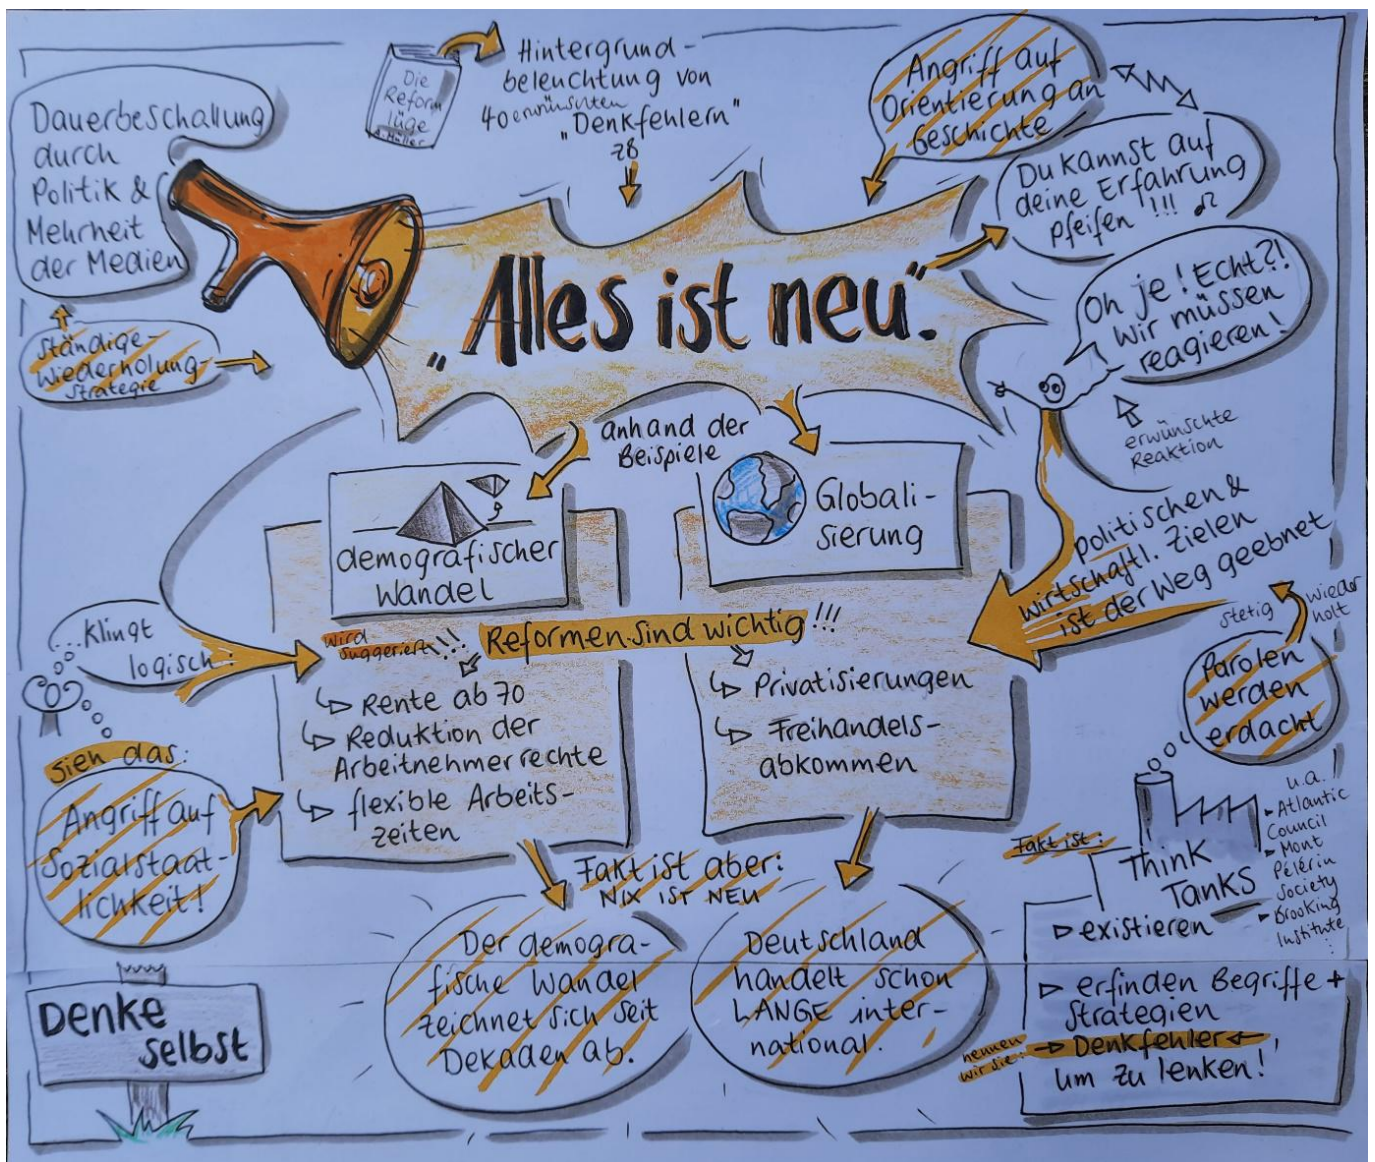 Die
Reform
lüge
A. Müller
Hintergrund-
beleuchtung von
40 erwünschten
"Denkfehlern"
zB
Angriff auf
Orientierung an
Geschichte
Dauerbeschallung
durch
Politik &
Mehrheit
der Medien
Du kannst auf
deine Erfahrung
pfeifen !!!
ständige-
Wiederholung-
strategie
„Alles ist neu".
Oh je! Echt?!
Wir müssen
reagieren!
erwünschte
Reaktion
anhand der
Beispiele
demografischer
Wandel
Globali-
sierung
politischen &
wirtschaftl. Zielen
ist der Weg geebnet
...klingt
logisch:
wird
suggeriert!!!
Reformen sind wichtig!!!
Rente ab 70
Reduktion der
Arbeitnehmerrechte
flexible Arbeits-
zeiten
Privatisierungen
Freihandels-
abkommen
stetig
wieder
holt
Parolen
werden
erdacht
Sieh das:
Angriff auf
Sozialstaat-
lichkeit!
Fakt ist aber:
NIX IST NEU
Der demogra-
fische Wandel
zeichnet sich seit
Dekaden ab.
Deutschland
handelt schon
LANGE inter-
national.
Fakt ist:
Think
Tanks
u.a.
Atlantic
Council
Mont
Pélérin
Society
Brooking
Institute
⋮
existieren
erfinden Begriffe +
Strategien
nennen
wir sie:
Denkfehler,
um zu lenken!
Denke
selbst